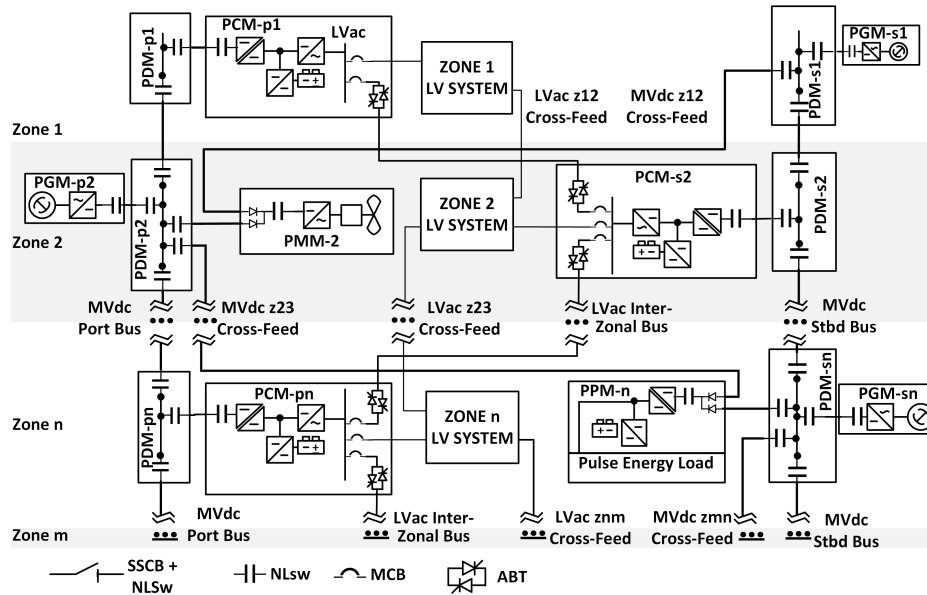 PDM-p1
PCM-p1
LVac
ZONE 1
LV SYSTEM
LVac z12
Cross-Feed
MVdc z12
Cross-Feed
PDM-s1
PGM-s1
Zone 1
PGM-p2
PDM-p2
PMM-2
ZONE 2
LV SYSTEM
PCM-s2
PDM-s2
Zone 2
MVdc
Port Bus
MVdc z23
Cross-Feed
LVac z23
Cross-Feed
LVac Inter-
Zonal Bus
MVdc
Stbd Bus
PDM-pn
PCM-pn
ZONE n
LV SYSTEM
PPM-n
Pulse Energy Load
PDM-sn
PGM-sn
Zone n
Zone m
MVdc
Port Bus
LVac Inter-
Zonal Bus
LVac znm
Cross-Feed
MVdc zmn
Cross-Feed
MVdc
Stbd Bus
SSCB +
NLSw
NLsw
MCB
ABT